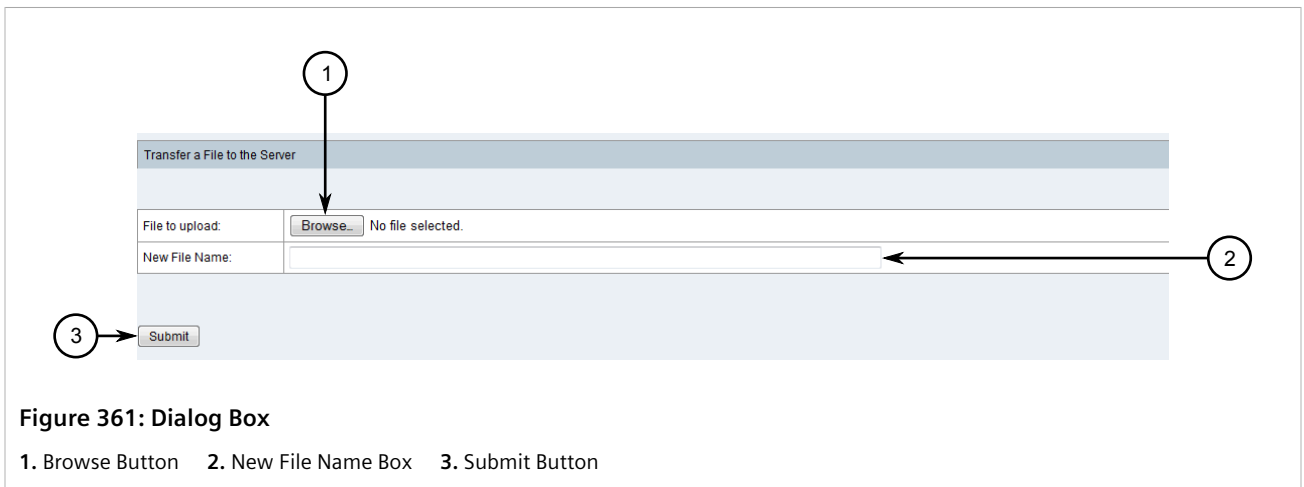 1
Transfer a File to the Server
File to upload: Browse... No file selected.
New File Name:
2
3
Submit
Figure 361: Dialog Box
1. Browse Button 2. New File Name Box 3. Submit Button